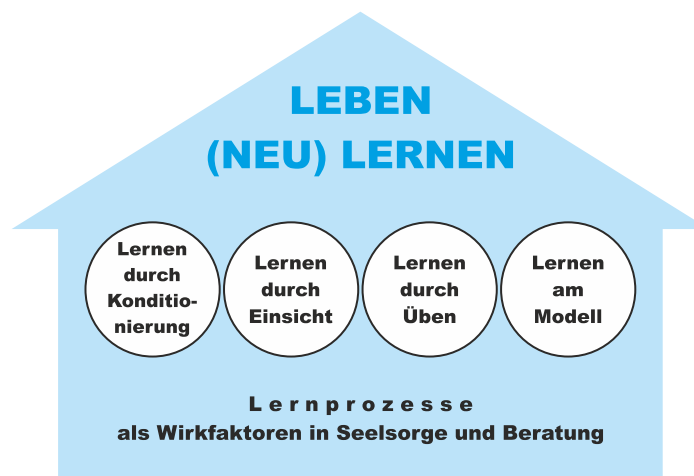 LEBEN
(NEU) LERNEN
Lernen
durch
Konditio-
nierung
Lernen
durch
Einsicht
Lernen
durch
Üben
Lernen
am
Modell
Lernprozesse
als Wirkfaktoren in Seelsorge und Beratung